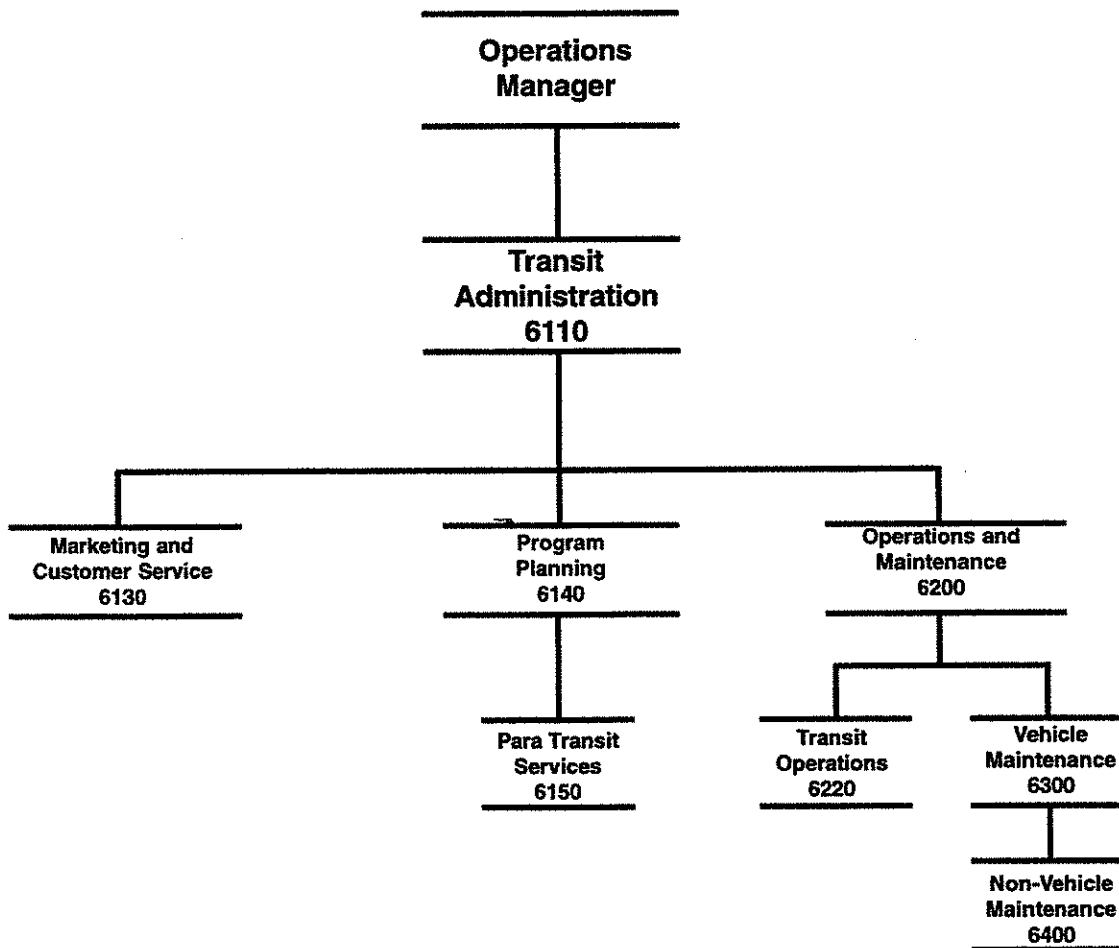 Operations
Manager
Transit
Administration
6110
Marketing and
Customer Service
6130
Program
Planning
6140
Operations and
Maintenance
6200
Para Transit
Services
6150
Transit
Operations
6220
Vehicle
Maintenance
6300
Non-Vehicle
Maintenance
6400